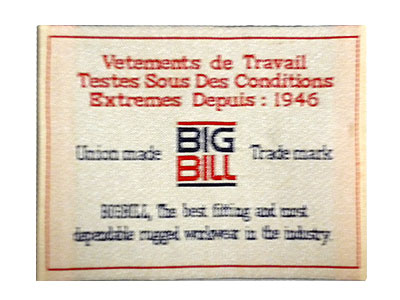 Vetements de Travail
Testes Sous Des Conditions
Extremes Depuis : 1946
Union made BIG BILL Trade mark
BIGBILL, The best fitting and most
dependable rugged workwear in the industry.